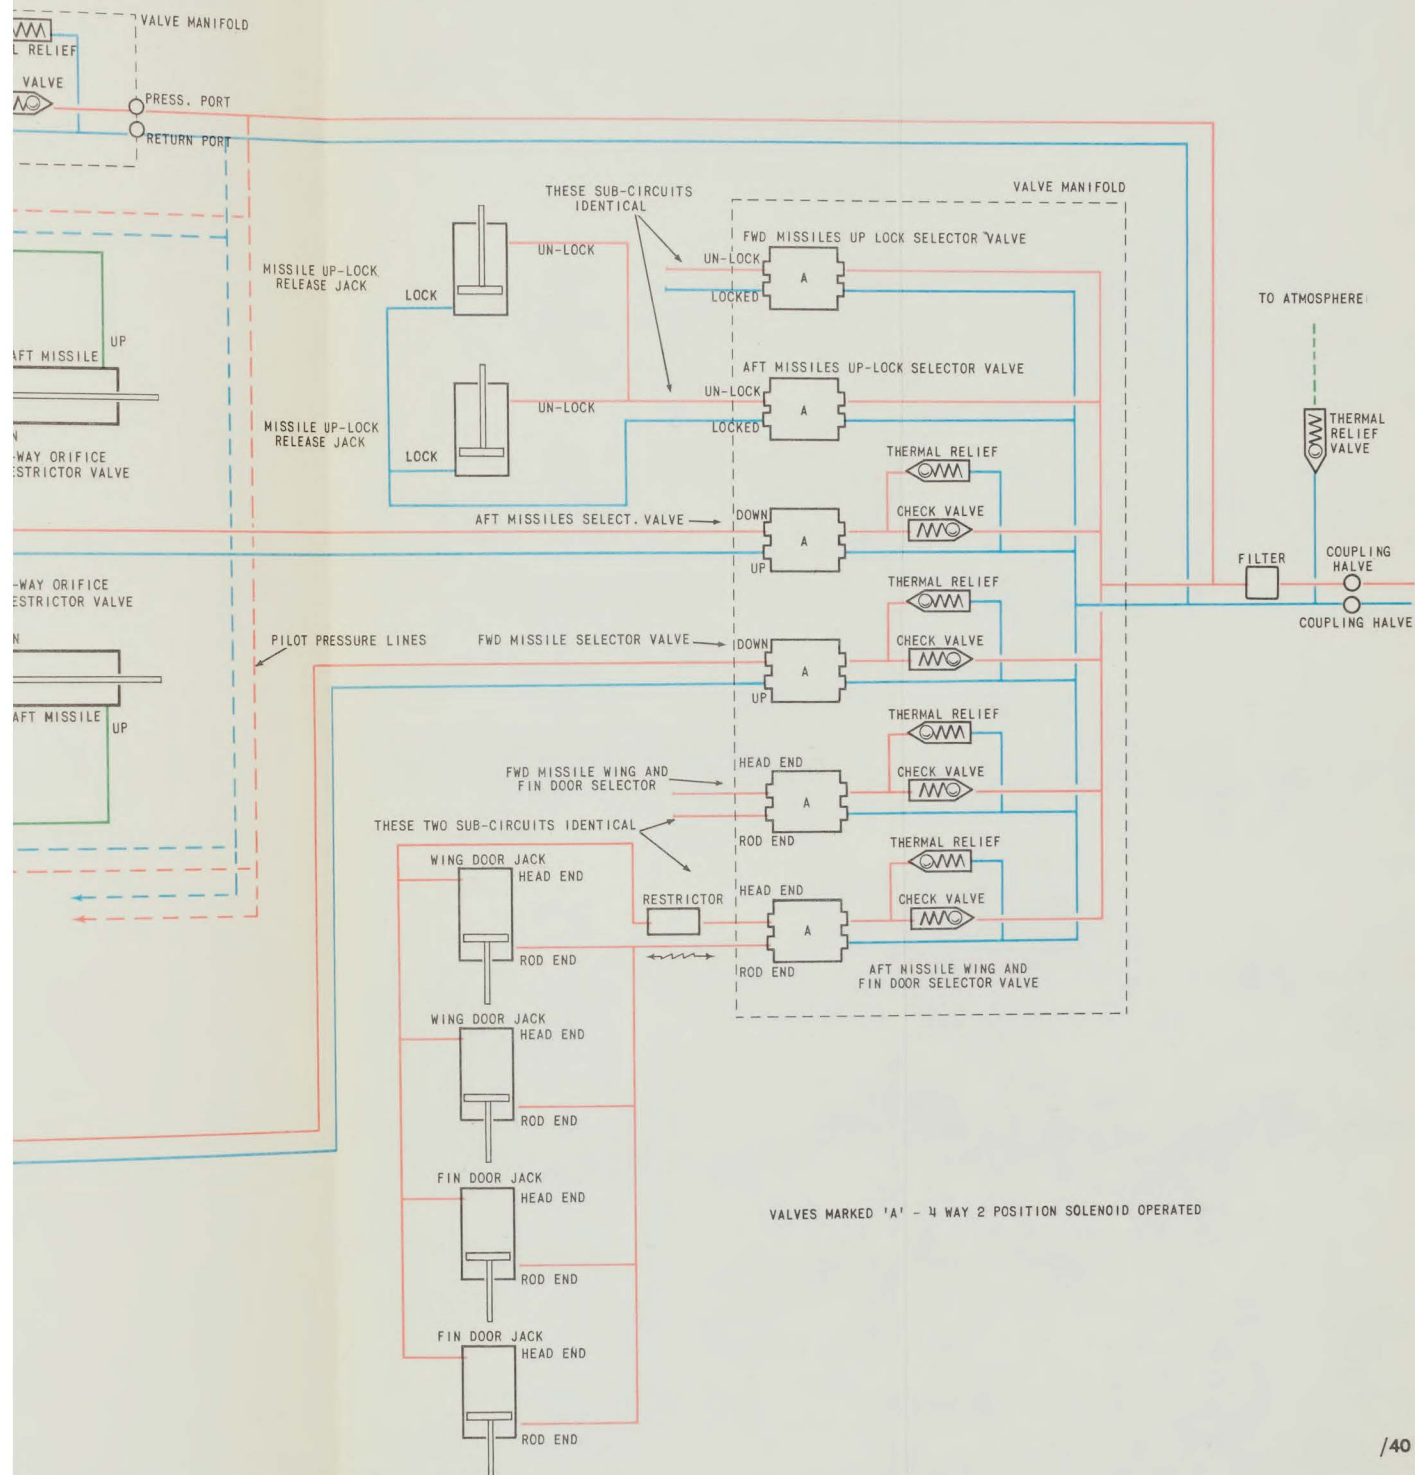 VALVE MANIFOLD
L RELIEF
VALVE
PRESS. PORT
RETURN PORT
THESE SUB-CIRCUITS
IDENTICAL
VALVE MANIFOLD
FWD MISSILES UP LOCK SELECTOR VALVE
UN-LOCK
UN-LOCK
MISSILE UP-LOCK
RELEASE JACK
LOCK
LOCKED
A
TO ATMOSPHERE
UP
AFT MISSILE
AFT MISSILES UP-LOCK SELECTOR VALVE
UN-LOCK
UN-LOCK
A
MISSILE UP-LOCK
RELEASE JACK
LOCKED
THERMAL
RELIEF
VALVE
N
-WAY ORIFICE
ESTRICTOR VALVE
LOCK
THERMAL RELIEF
AFT MISSILES SELECT. VALVE
DOWN
CHECK VALVE
A
UP
FILTER
COUPLING
HALVE
-WAY ORIFICE
ESTRICTOR VALVE
THERMAL RELIEF
COUPLING HALVE
N
PILOT PRESSURE LINES
FWD MISSILE SELECTOR VALVE
DOWN
CHECK VALVE
A
UP
AFT MISSILE
UP
THERMAL RELIEF
FWD MISSILE WING AND
FIN DOOR SELECTOR
HEAD END
CHECK VALVE
A
THESE TWO SUB-CIRCUITS IDENTICAL
ROD END
THERMAL RELIEF
WING DOOR JACK
HEAD END
RESTRICTOR
HEAD END
CHECK VALVE
A
ROD END
ROD END
AFT MISSILE WING AND
FIN DOOR SELECTOR VALVE
WING DOOR JACK
HEAD END
ROD END
FIN DOOR JACK
HEAD END
VALVES MARKED 'A' - 4 WAY 2 POSITION SOLENOID OPERATED
ROD END
FIN DOOR JACK
HEAD END
ROD END
/40